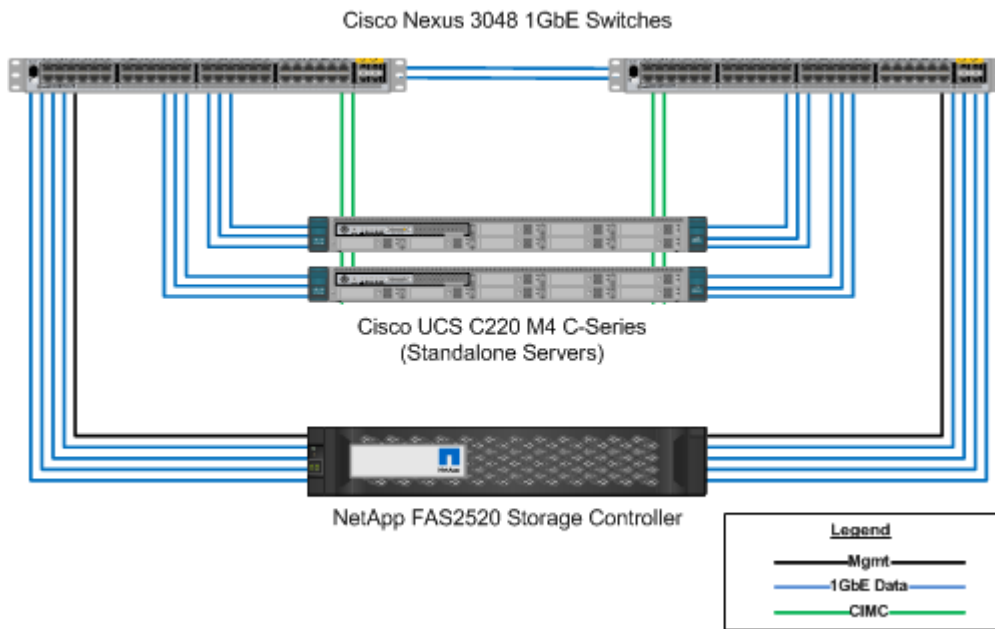 Cisco Nexus 3048 1GbE Switches
Cisco UCS C220 M4 C-Series
(Standalone Servers)
NetApp
NetApp FAS2520 Storage Controller
Legend
Mgmt
1GbE Data
CIMC